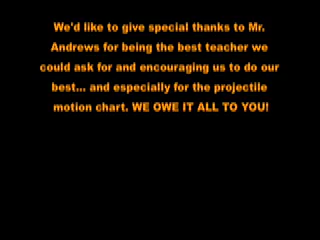 We'd like to give special thanks to Mr.
Andrews for being the best teacher we
could ask for and encouraging us to do our
best... and especially for the projectile
motion chart. WE OWE IT ALL TO YOU!